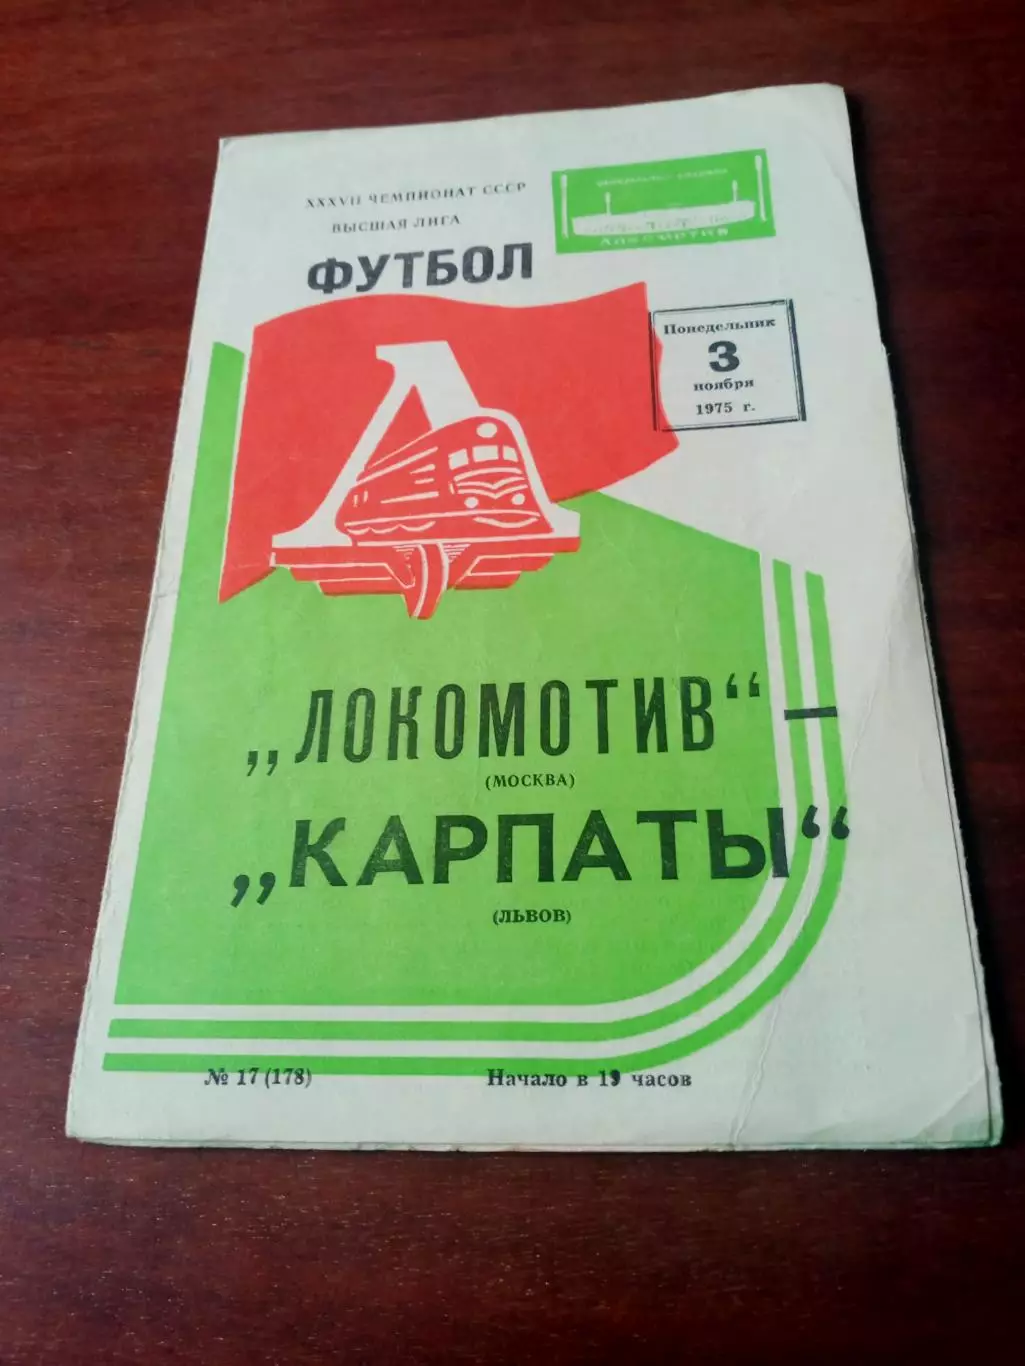 XXXVII ЧЕМПИОНАТ СССР
ВЫСШАЯ ЛИГА
ФУТБОЛ
ЛОКОМОТИВ
Понедельник
3
ноября
1975 г.
„ЛОКОМОТИВ“ —
(МОСКВА)
„КАРПАТЫ“
(ЛЬВОВ)
№ 17 (178)
Начало в 19 часов